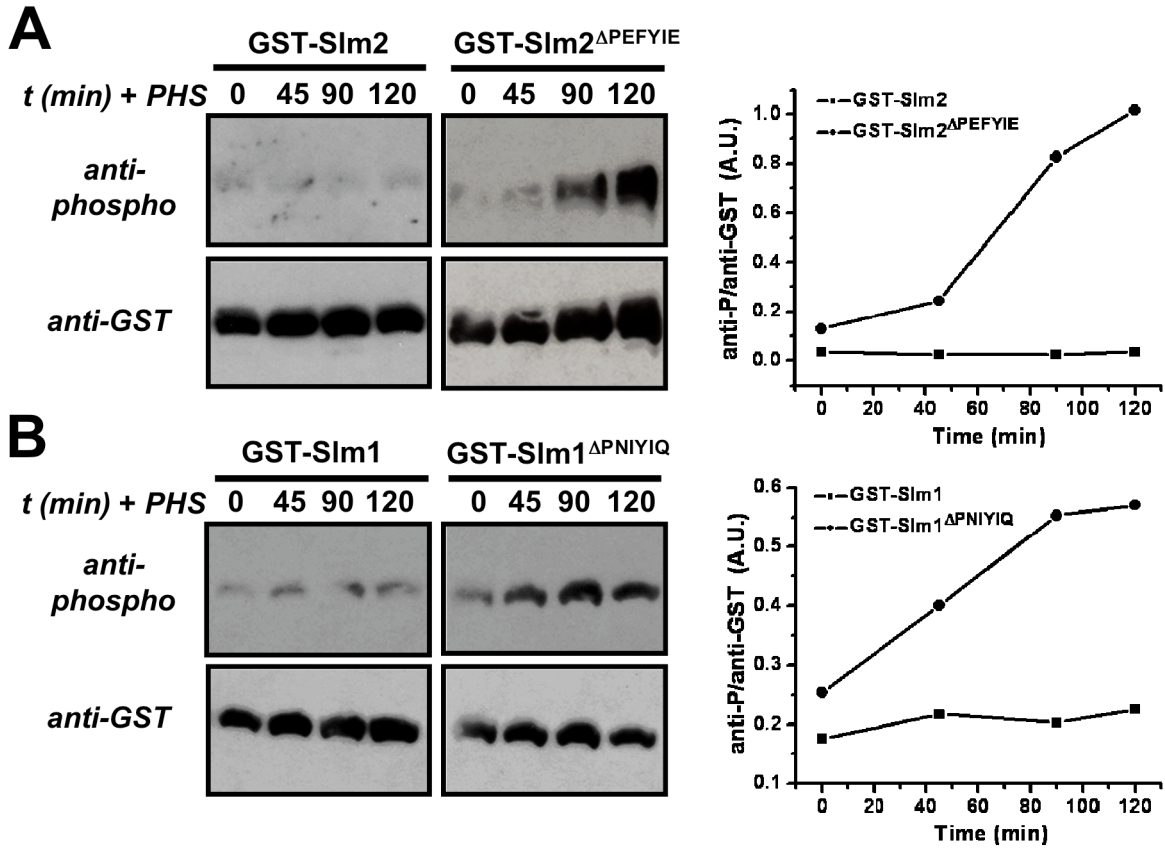 A
GST-Slm2 GST-Slm2ΔPEFYIE
t (min) + PHS 0 45 90 120 0 45 90 120
anti-
phospho
anti-GST
GST-Slm2
GST-Slm2ΔPEFYIE
anti-P/anti-GST (A.U.)
1.0
0.8
0.6
0.4
0.2
0.0
0 20 40 60 80 100 120
Time (min)
B
GST-Slm1 GST-Slm1ΔPNIYIQ
t (min) + PHS 0 45 90 120 0 45 90 120
anti-
phospho
anti-GST
GST-Slm1
GST-Slm1ΔPNIYIQ
anti-P/anti-GST (A.U.)
0.6
0.5
0.4
0.3
0.2
0.1
0 20 40 60 80 100 120
Time (min)